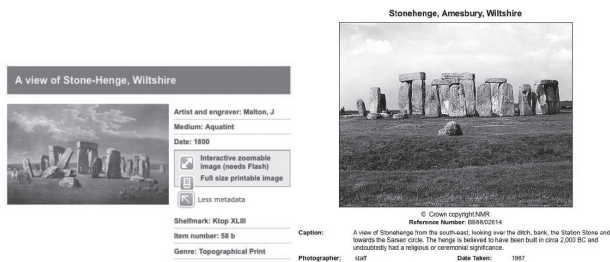 A view of Stone-Henge, Wiltshire
Artist and engraver: Malton, J
Medium: Aquatint
Date: 1800
Interactive zoomable
image (needs Flash)
Full size printable image
Less metadata
Shelfmark: Ktop XLIII
Item number: 58 b
Genre: Topographical Print
Stonehenge, Amesbury, Wiltshire
© Crown copyright.NMR
Reference Number: BB88/02614
Caption: A view of Stonehenge from the south-east, looking over the ditch, bank, the Station Stone and
towards the Sarsen circle. The henge is believed to have been built in circa 2,000 BC and
undoubtedly had a religious or ceremonial significance.
Photographer: staff Date Taken: 1987